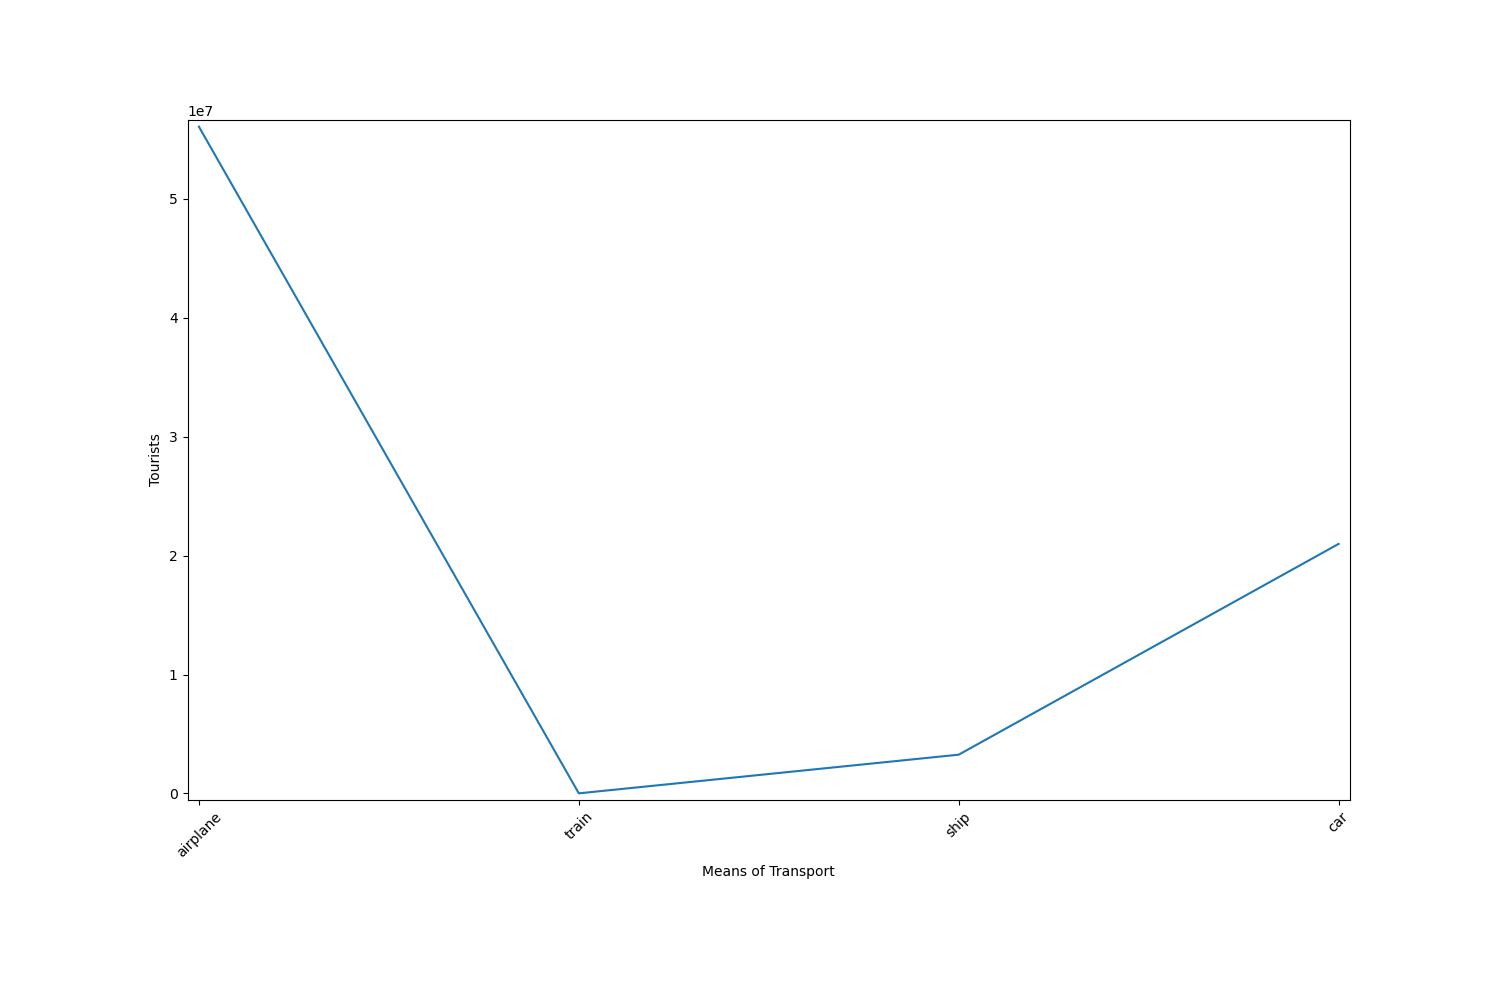 1e7
5
4
3
2
1
0
Tourists
airplane
train
ship
car
Means of Transport